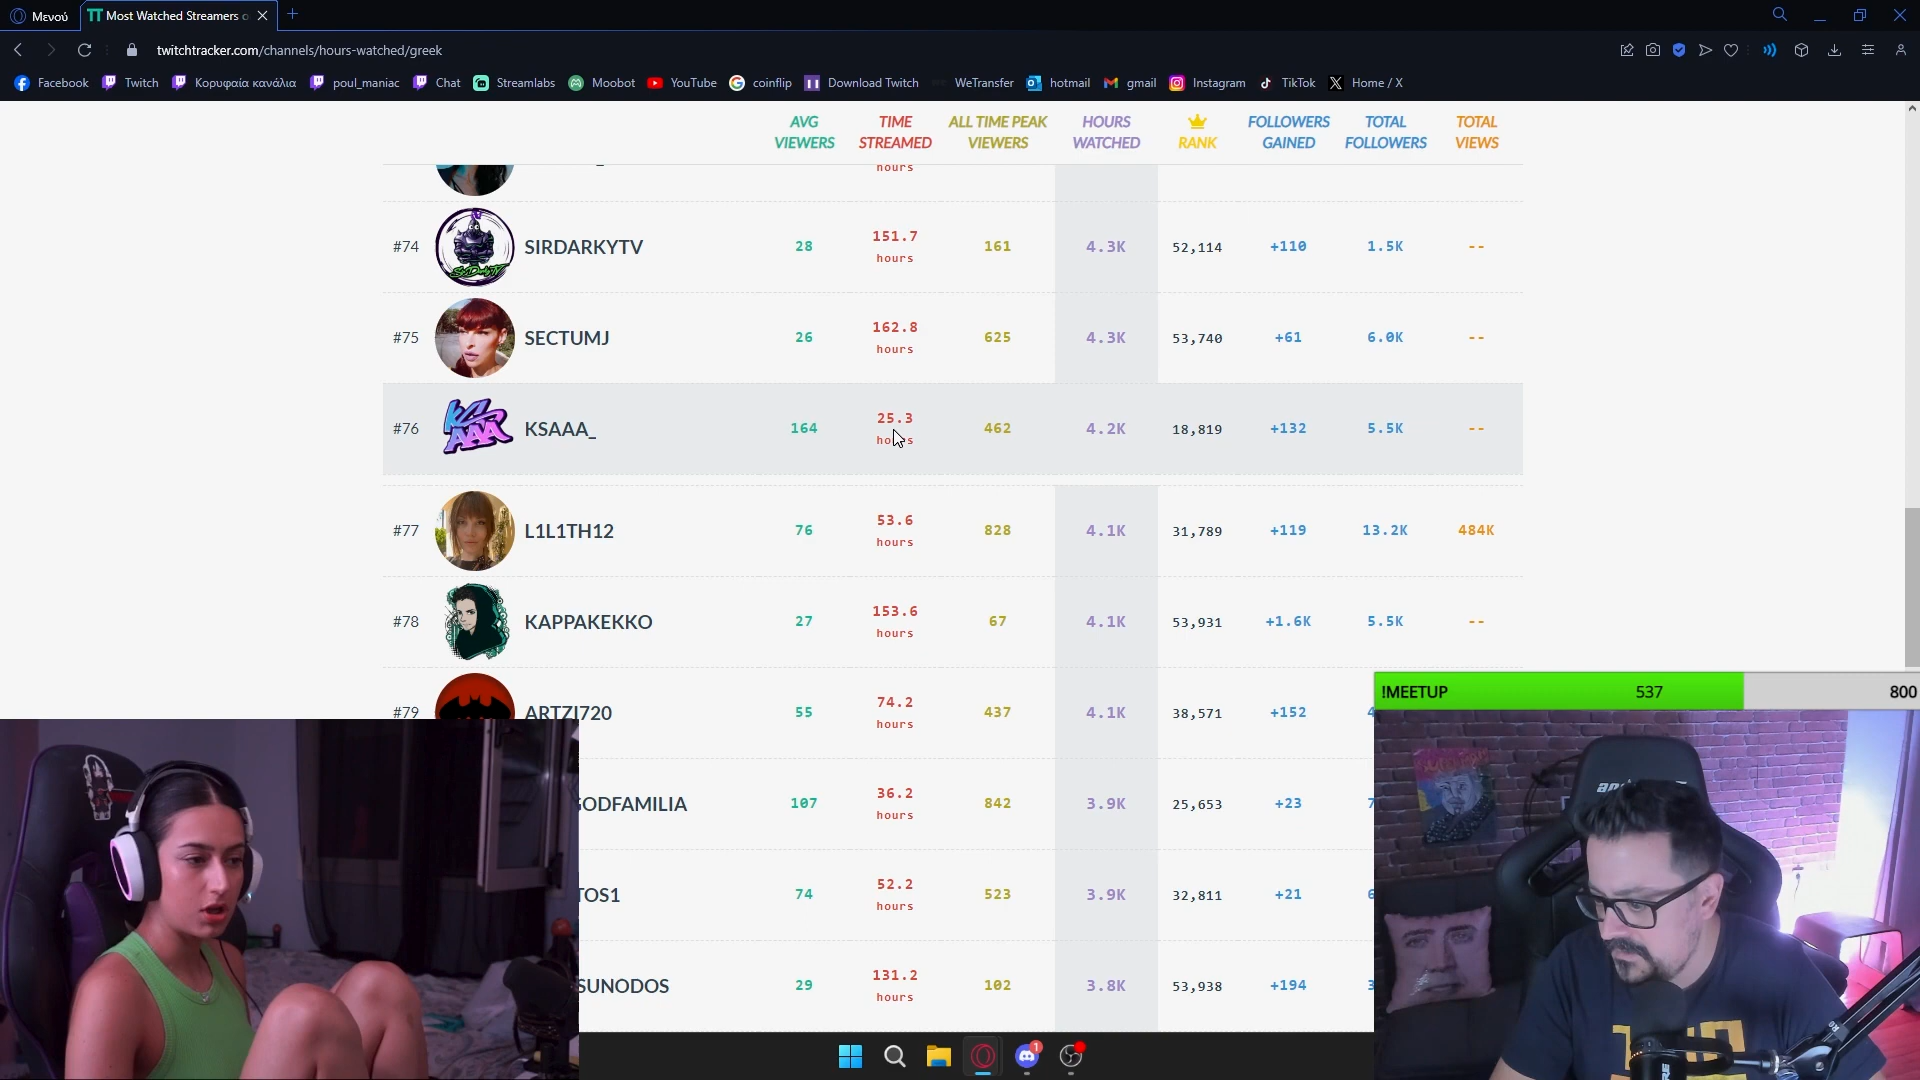 Μενού
Most Watched Streamers o
twitchtracker.com/channels/hours-watched/greek
Facebook
Twitch
Κορυφαία κανάλια
poul_maniac
Chat
Streamlabs
Moobot
YouTube
coinflip
Download Twitch
WeTransfer
hotmail
gmail
Instagram
TikTok
Home / X
AVG VIEWERS
TIME STREAMED
ALL TIME PEAK VIEWERS
HOURS WATCHED
RANK
FOLLOWERS GAINED
TOTAL FOLLOWERS
TOTAL VIEWS
hours
#74 SIRDARKYTV 28 151.7 hours 161 4.3K 52,114 +110 1.5K --
#75 SECTUMJ 26 162.8 hours 625 4.3K 53,740 +61 6.0K --
#76 KSAAA_ 164 25.3 hours 462 4.2K 18,819 +132 5.5K --
#77 L1L1TH12 76 53.6 hours 828 4.1K 31,789 +119 13.2K 484K
#78 KAPPAKEKKO 27 153.6 hours 67 4.1K 53,931 +1.6K 5.5K --
#79 ARTZI720 55 74.2 hours 437 4.1K 38,571 +152
ODFAMILIA 107 36.2 hours 842 3.9K 25,653 +23
TOS1 74 52.2 hours 523 3.9K 32,811 +21
SUNODOS 29 131.2 hours 102 3.8K 53,938 +194
!MEETUP 537 800